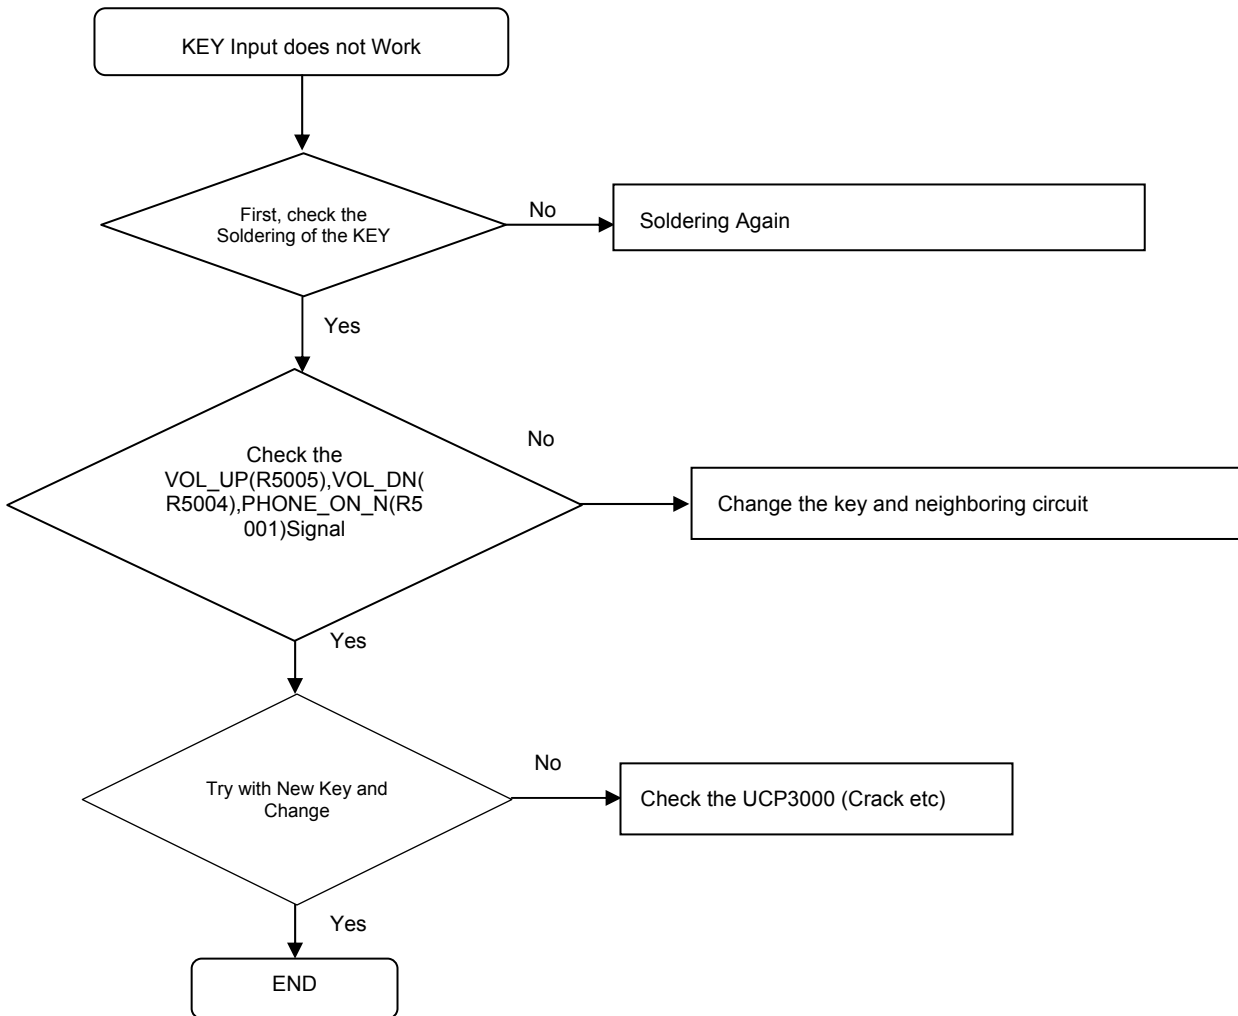 KEY Input does not Work
First, check the
Soldering of the KEY
No
Soldering Again
Yes
Check the
VOL_UP(R5005),VOL_DN(
R5004),PHONE_ON_N(R5
001)Signal
No
Change the key and neighboring circuit
Yes
Try with New Key and
Change
No
Check the UCP3000 (Crack etc)
Yes
END